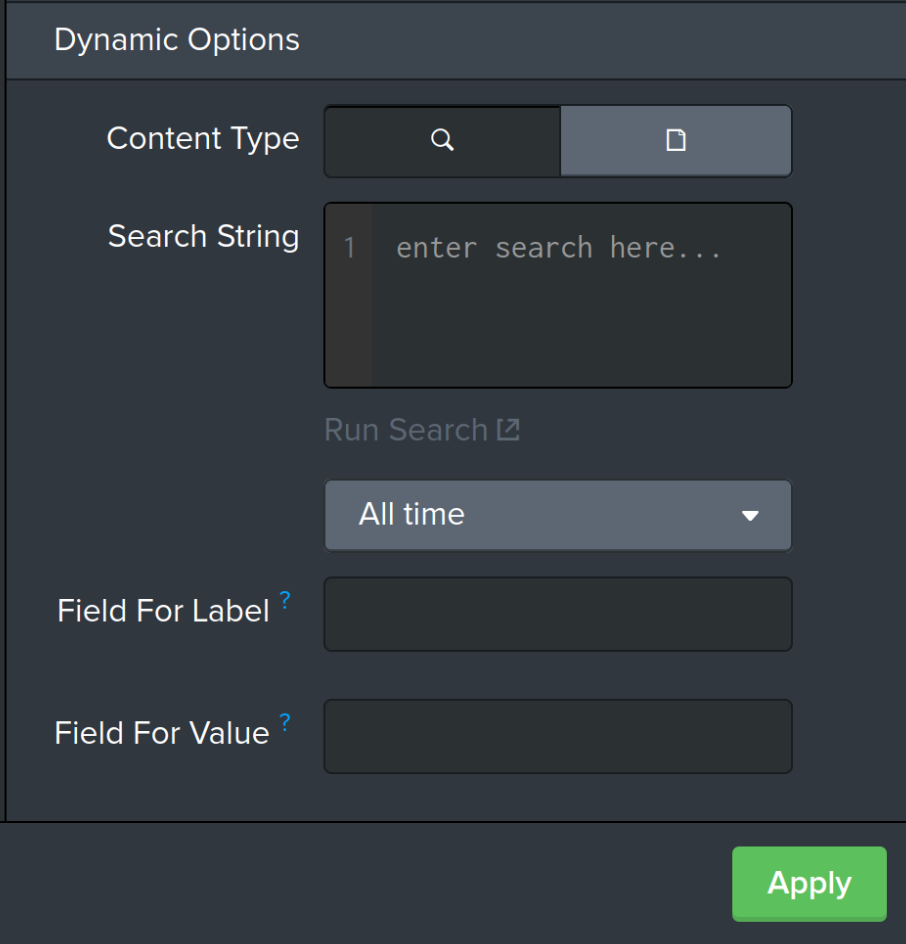 Dynamic Options
Content Type
Search String
1 enter search here...
Run Search
All time
Field For Label ?
Field For Value ?
Apply